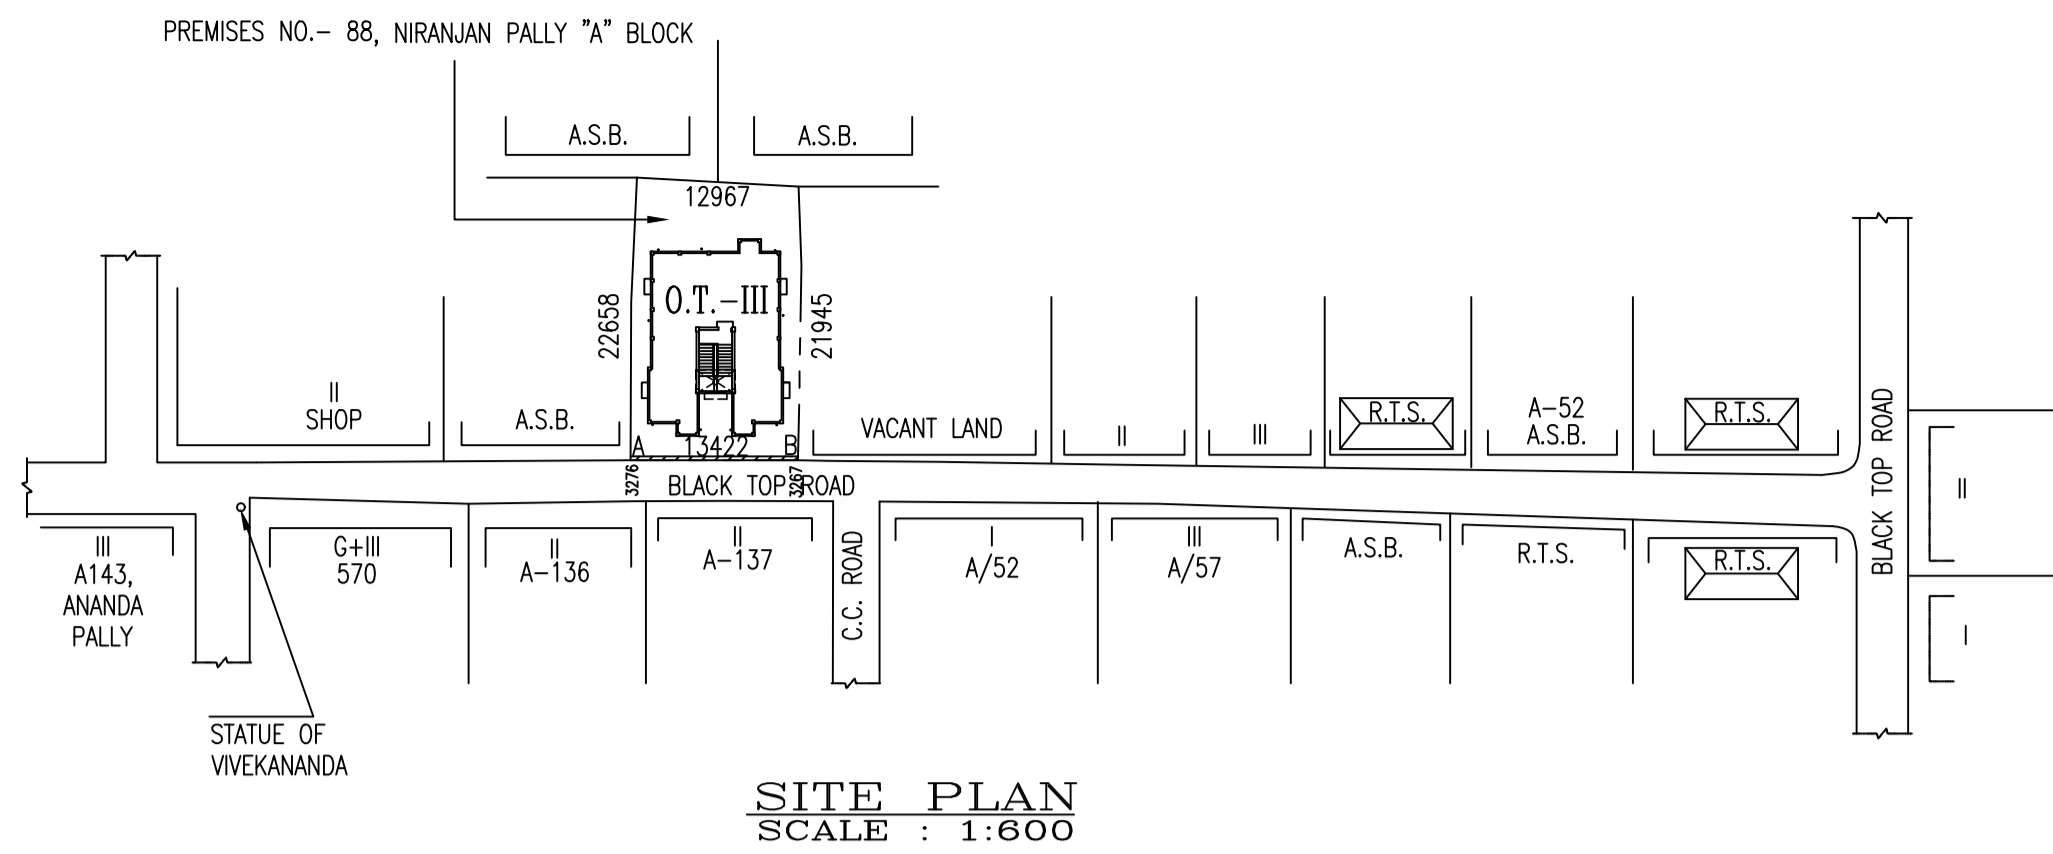 PREMISES NO.- 88, NIRANJAN PALLY "A" BLOCK
A.S.B.
A.S.B.
12967
O.T.-III
22658
21945
II
SHOP
A.S.B.
A
13422
B
VACANT LAND
II
III
R.T.S.
A-52
A.S.B.
R.T.S.
3276
BLACK TOP ROAD
3267
BLACK TOP ROAD
II
I
III
A143,
ANANDA
PALLY
G+III
570
II
A-136
II
A-137
C.C. ROAD
I
A/52
III
A/57
A.S.B.
R.T.S.
R.T.S.
STATUE OF
VIVEKANANDA
SITE PLAN
SCALE : 1:600